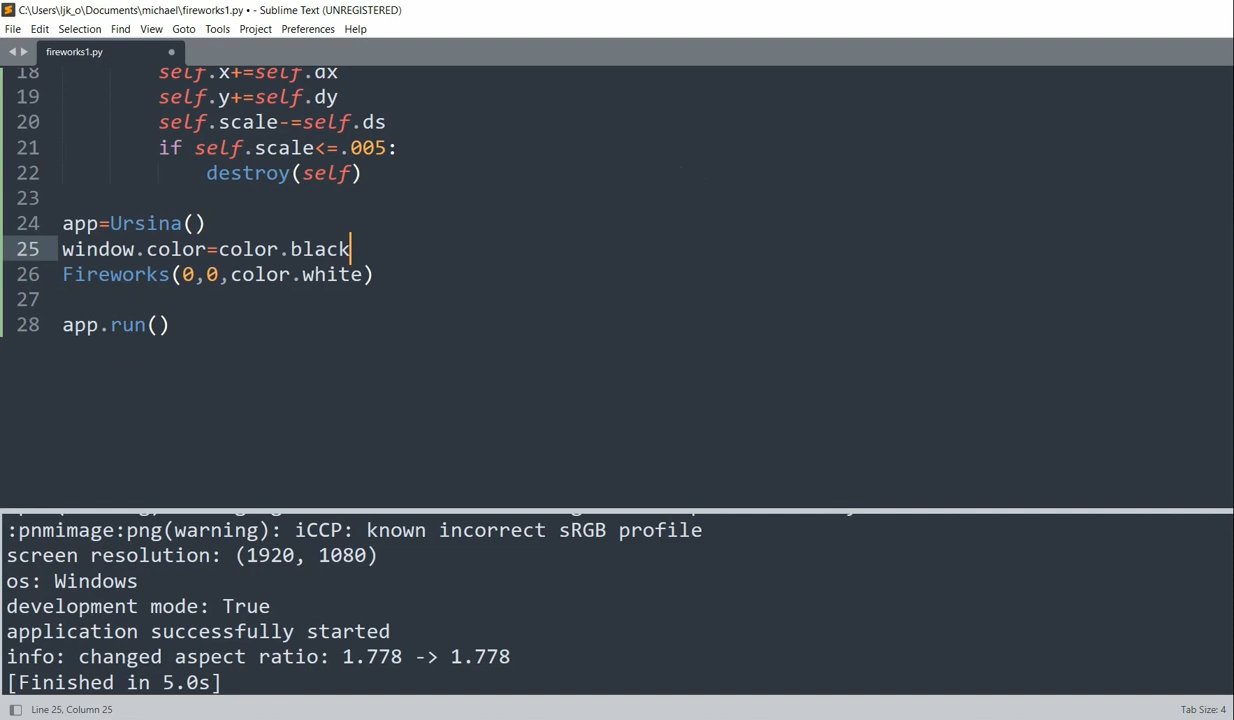 C:\Users\ljk_o\Documents\michael\fireworks1.py • - Sublime Text (UNREGISTERED)
File Edit Selection Find View Goto Tools Project Preferences Help
fireworks1.py
18 self.x+=self.dx
19 self.y+=self.dy
20 self.scale-=self.ds
21 if self.scale<=.005:
22 destroy(self)
23
24 app=Ursina()
25 window.color=color.black
26 Fireworks(0,0,color.white)
27
28 app.run()
:pnmimage:png(warning): iCCP: known incorrect sRGB profile
screen resolution: (1920, 1080)
os: Windows
development mode: True
application successfully started
info: changed aspect ratio: 1.778 -> 1.778
[Finished in 5.0s]
Line 25, Column 25
Tab Size: 4